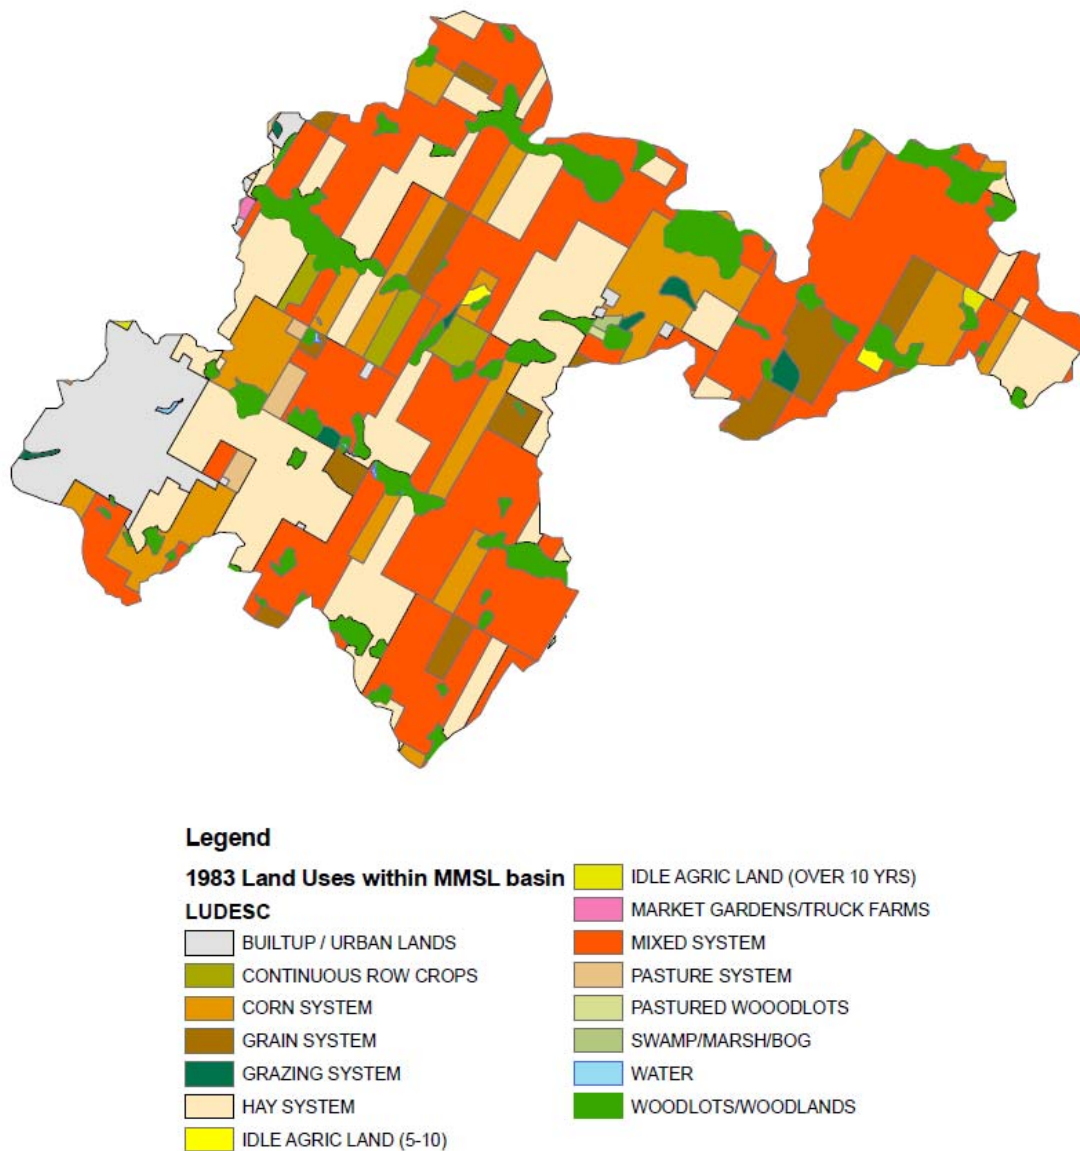 Legend
1983 Land Uses within MMSL basin
LUDESC
BUILTUP / URBAN LANDS
CONTINUOUS ROW CROPS
CORN SYSTEM
GRAIN SYSTEM
GRAZING SYSTEM
HAY SYSTEM
IDLE AGRIC LAND (5-10)
IDLE AGRIC LAND (OVER 10 YRS)
MARKET GARDENS/TRUCK FARMS
MIXED SYSTEM
PASTURE SYSTEM
PASTURED WOOODLOTS
SWAMP/MARSH/BOG
WATER
WOODLOTS/WOODLANDS